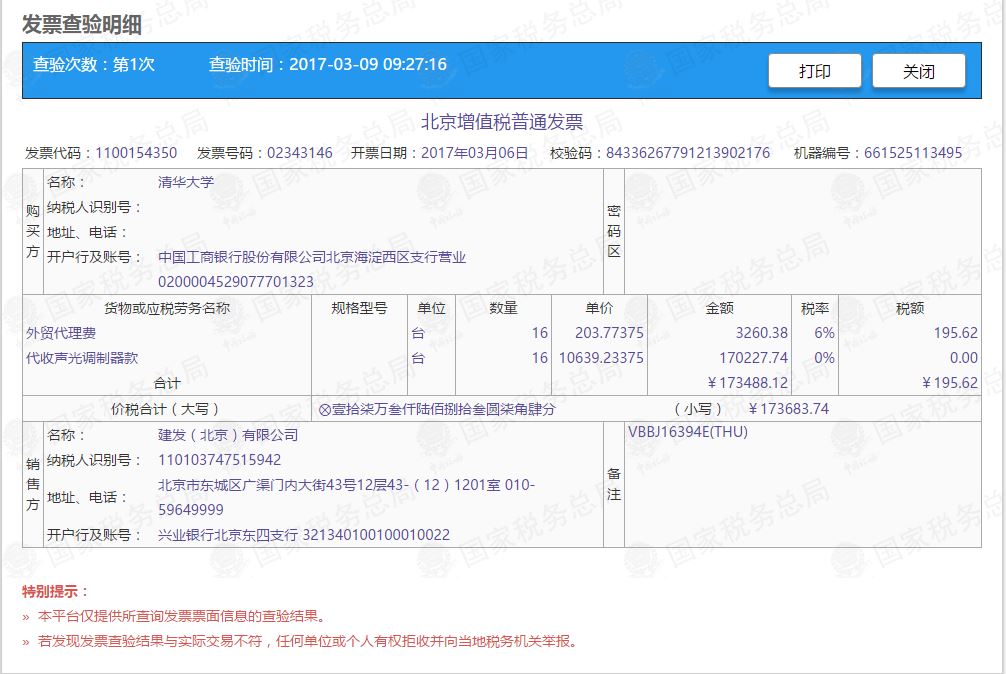 发票查验明细
查验次数：第1次 查验时间：2017-03-09 09:27:16 打印 关闭
北京增值税普通发票
发票代码：1100154350 发票号码：02343146 开票日期：2017年03月06日 校验码：84336267791213902176 机器编号：661525113495
购买方
名称： 清华大学
纳税人识别号：
地址、电话：
开户行及账号： 中国工商银行股份有限公司北京海淀西区支行营业
0200004529077701323
密码区
货物或应税劳务名称 规格型号 单位 数量 单价 金额 税率 税额
外贸代理费 台 16 203.77375 3260.38 6% 195.62
代收声光调制器款 台 16 10639.23375 170227.74 0% 0.00
合计 ￥173488.12 ￥195.62
价税合计（大写） ⊗壹拾柒万叁仟陆佰捌拾叁圆柒角肆分 （小写） ￥173683.74
销售方
名称： 建发（北京）有限公司
纳税人识别号： 110103747515942
地址、电话： 北京市东城区广渠门内大街43号12层43-（12）1201室 010-
59649999
开户行及账号： 兴业银行北京东四支行 321340100100010022
备注
VBBJ16394E(THU)
特别提示：
» 本平台仅提供所查询发票票面信息的查验结果。
» 若发现发票查验结果与实际交易不符，任何单位或个人有权拒收并向当地税务机关举报。
国家税务总局